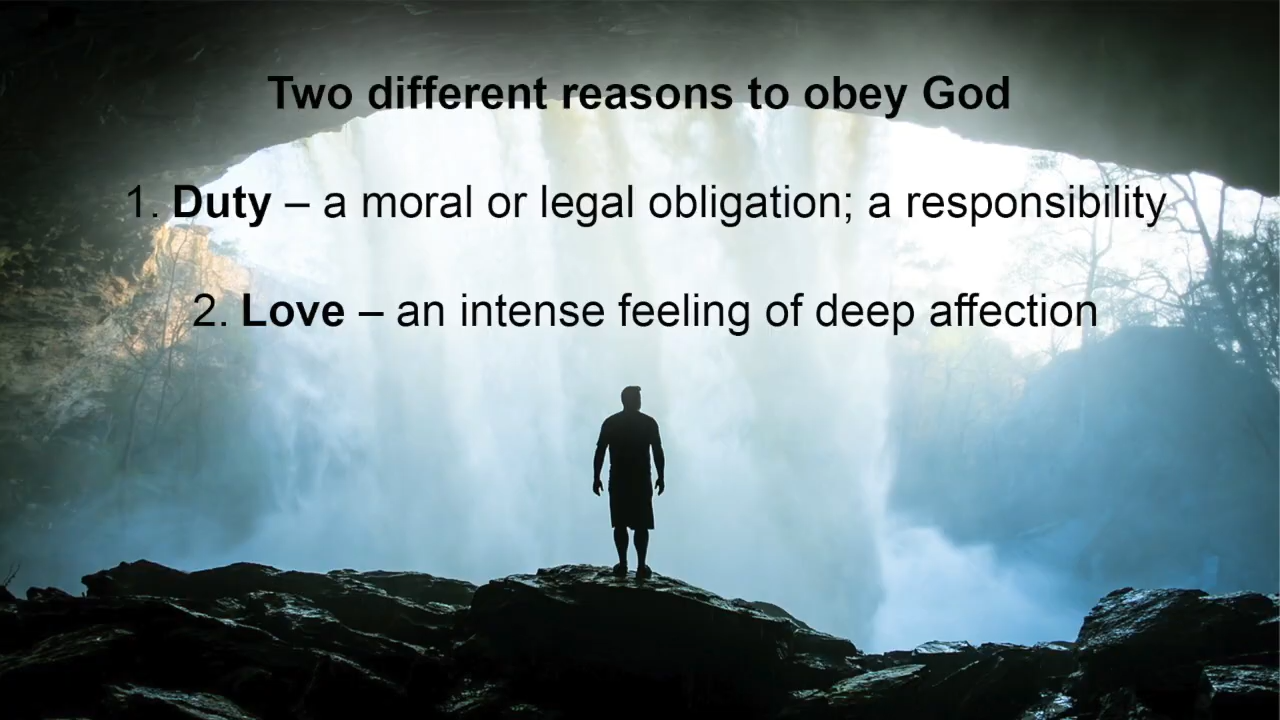 Two different reasons to obey God
1. Duty – a moral or legal obligation; a responsibility
2. Love – an intense feeling of deep affection